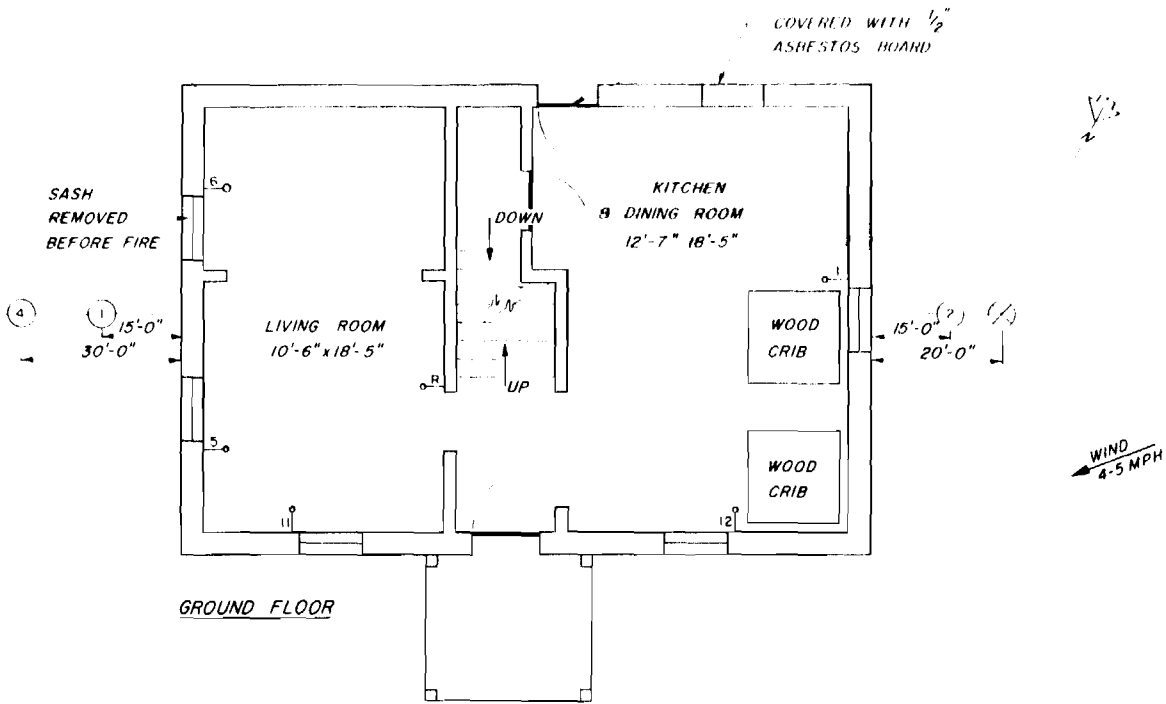 COVERED WITH 1/2"
ASBESTOS BOARD
N
6
SASH
REMOVED
BEFORE FIRE
DOWN
KITCHEN
& DINING ROOM
12'-7" 18'-5"
1
4
1
15'-0"
30'-0"
LIVING ROOM
10'-6" x 18'-5"
R
UP
WOOD
CRIB
15'-0"
2
20'-0"
5
WOOD
CRIB
WIND
4-5 MPH
11
12
GROUND FLOOR